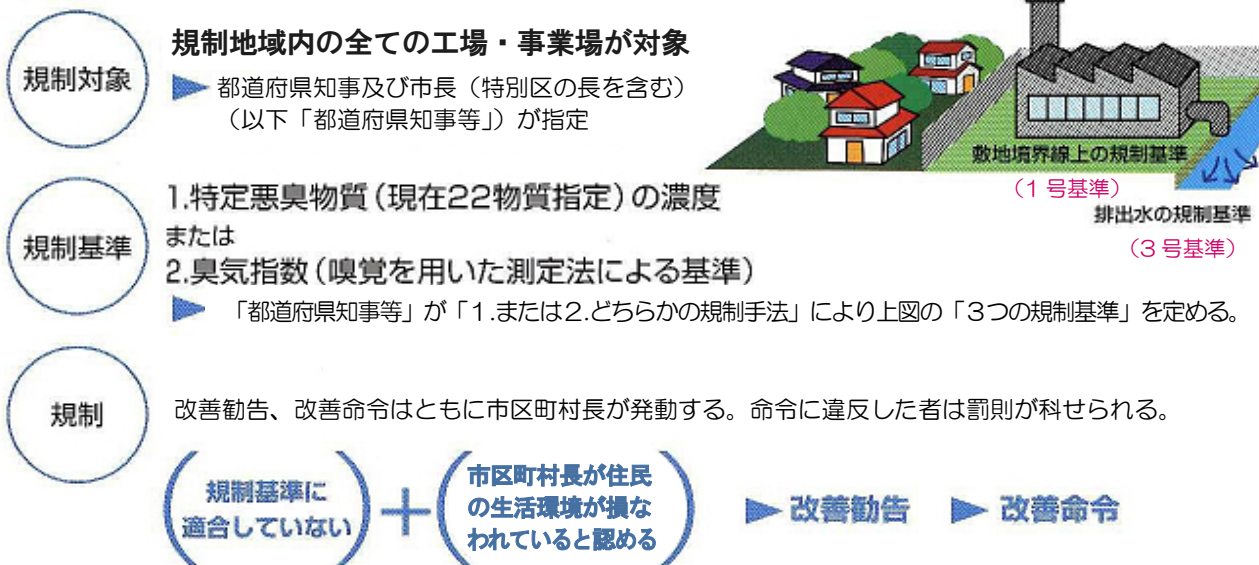 規制対象
規制地域内の全ての工場・事業場が対象
都道府県知事及び市長（特別区の長を含む）
（以下「都道府県知事等」）が指定
敷地境界線上の規制基準
（1 号基準）
排出水の規制基準
（3 号基準）
規制基準
1.特定悪臭物質（現在22物質指定）の濃度
または
2.臭気指数（嗅覚を用いた測定法による基準）
「都道府県知事等」が「１.または２.どちらかの規制手法」により上図の「３つの規制基準」を定める。
規制
改善勧告、改善命令はともに市区町村長が発動する。命令に違反した者は罰則が科せられる。
規制基準に
適合していない
＋
市区町村長が住民
の生活環境が損な
われていると認める
改善勧告
改善命令